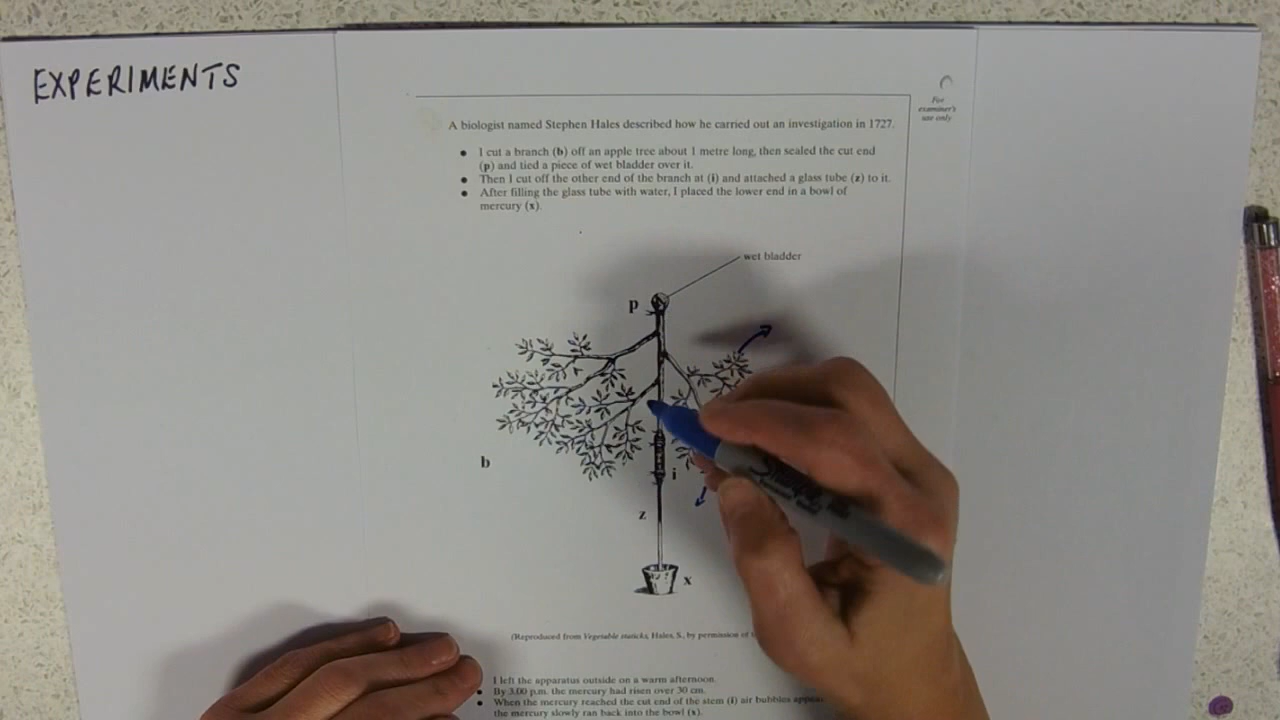 EXPERIMENTS
For
examiner's
use only
A biologist named Stephen Hales described how he carried out an investigation in 1727.
● I cut a branch (b) off an apple tree about 1 metre long, then sealed the cut end
(p) and tied a piece of wet bladder over it.
● Then I cut off the other end of the branch at (i) and attached a glass tube (z) to it.
● After filling the glass tube with water, I placed the lower end in a bowl of
mercury (x).
wet bladder
p
b
i
z
x
(Reproduced from Vegetable staticks, Hales, S., by permission of
I left the apparatus outside on a warm afternoon.
● By 3.00 p.m. the mercury had risen over 30 cm.
● When the mercury reached the cut end of the stem (i) air bubbles
the mercury slowly ran back into the bowl (x).